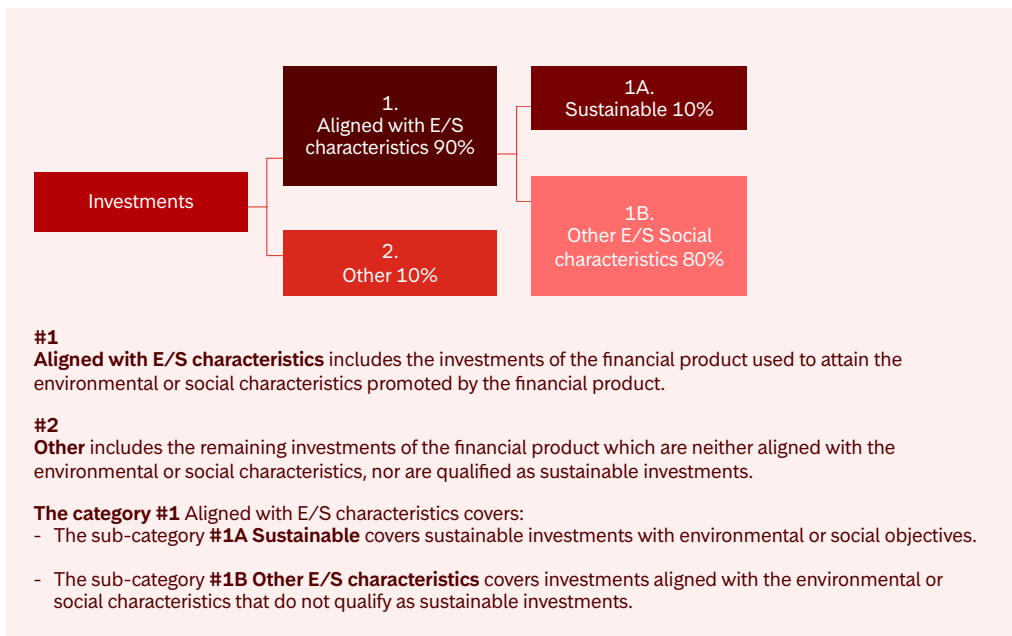 Investments
1.
Aligned with E/S
characteristics 90%
2.
Other 10%
1A.
Sustainable 10%
1B.
Other E/S Social
characteristics 80%
#1
Aligned with E/S characteristics includes the investments of the financial product used to attain the
environmental or social characteristics promoted by the financial product.
#2
Other includes the remaining investments of the financial product which are neither aligned with the
environmental or social characteristics, nor are qualified as sustainable investments.
The category #1 Aligned with E/S characteristics covers:
- The sub-category #1A Sustainable covers sustainable investments with environmental or social objectives.
- The sub-category #1B Other E/S characteristics covers investments aligned with the environmental or
social characteristics that do not qualify as sustainable investments.